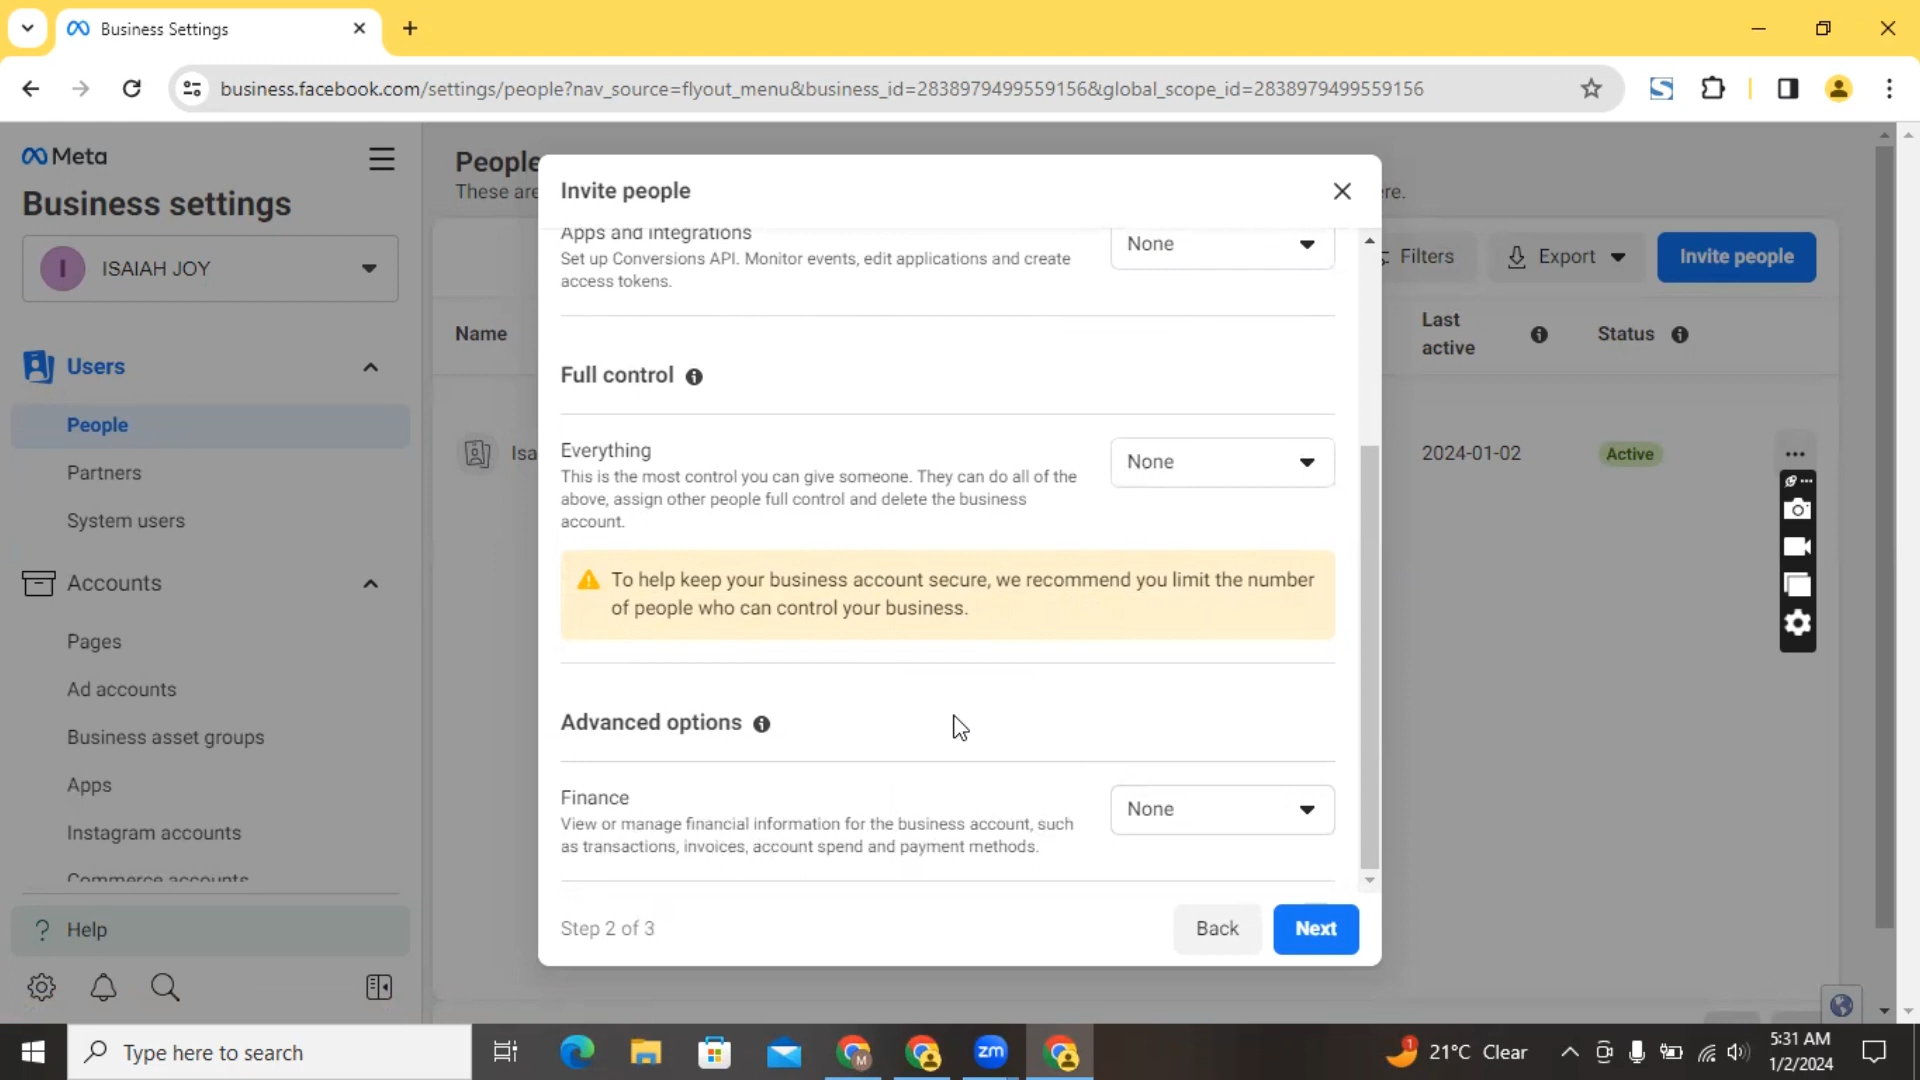 Business Settings
business.facebook.com/settings/people?nav_source=flyout_menu&business_id=2838979499559156&global_scope_id=2838979499559156
Meta
Business settings
I
ISAIAH JOY
Users
People
Partners
System users
Accounts
Pages
Ad accounts
Business asset groups
Apps
Instagram accounts
Commerce accounts
? Help
People
These are
re.
Filters
Export
Invite people
Name
Last
active
Status
Isa
2024-01-02
Active
Invite people
Apps and integrations
None
Set up Conversions API. Monitor events, edit applications and create
access tokens.
Full control
Everything
None
This is the most control you can give someone. They can do all of the
above, assign other people full control and delete the business
account.
To help keep your business account secure, we recommend you limit the number
of people who can control your business.
Advanced options
Finance
None
View or manage financial information for the business account, such
as transactions, invoices, account spend and payment methods.
Step 2 of 3
Back
Next
Type here to search
M
zm
1
21°C Clear
5:31 AM
1/2/2024